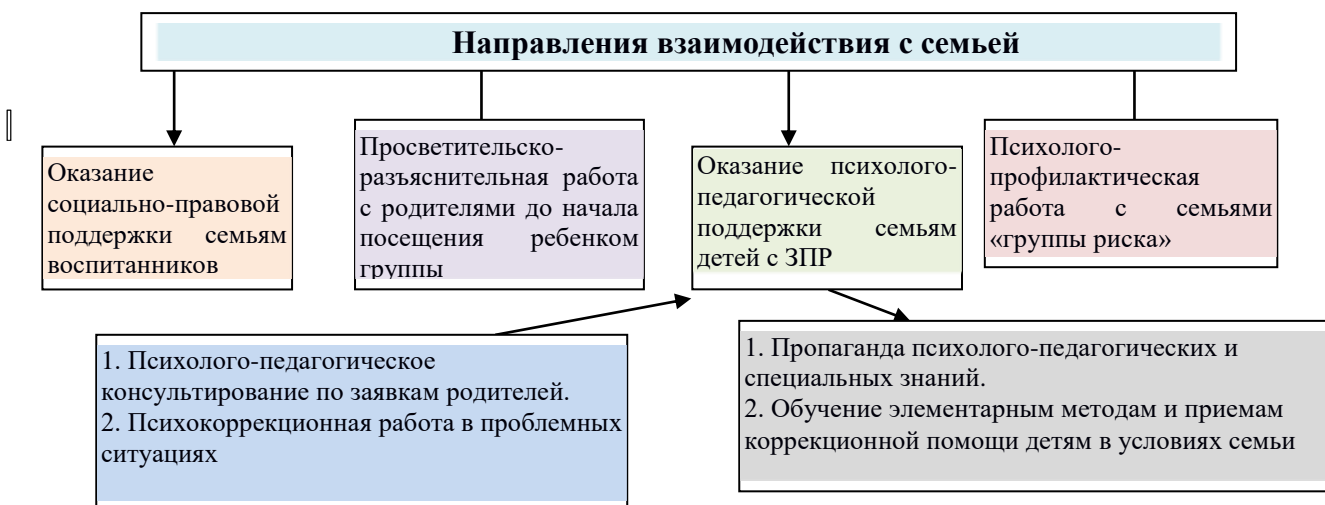 Направления взаимодействия с семьей
Оказание
социально-правовой
поддержки семьям
воспитанников
Просветительско-
разъяснительная работа
с родителями до начала
посещения ребенком
группы
Оказание психолого-
педагогической
поддержки семьям
детей с ЗПР
Психолого-
профилактическая
работа с семьями
«группы риска»
1. Психолого-педагогическое
консультирование по заявкам родителей.
2. Психокоррекционная работа в проблемных
ситуациях
1. Пропаганда психолого-педагогических и
специальных знаний.
2. Обучение элементарным методам и приемам
коррекционной помощи детям в условиях семьи